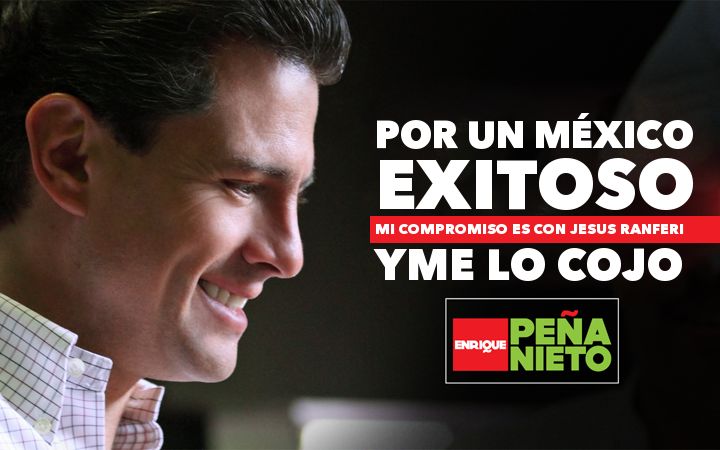 POR UN MÉXICO
EXITOSO
MI COMPROMISO ES CON JESUS RANFERI
YME LO COJO
ENRIQUE
PEÑA
NIETO